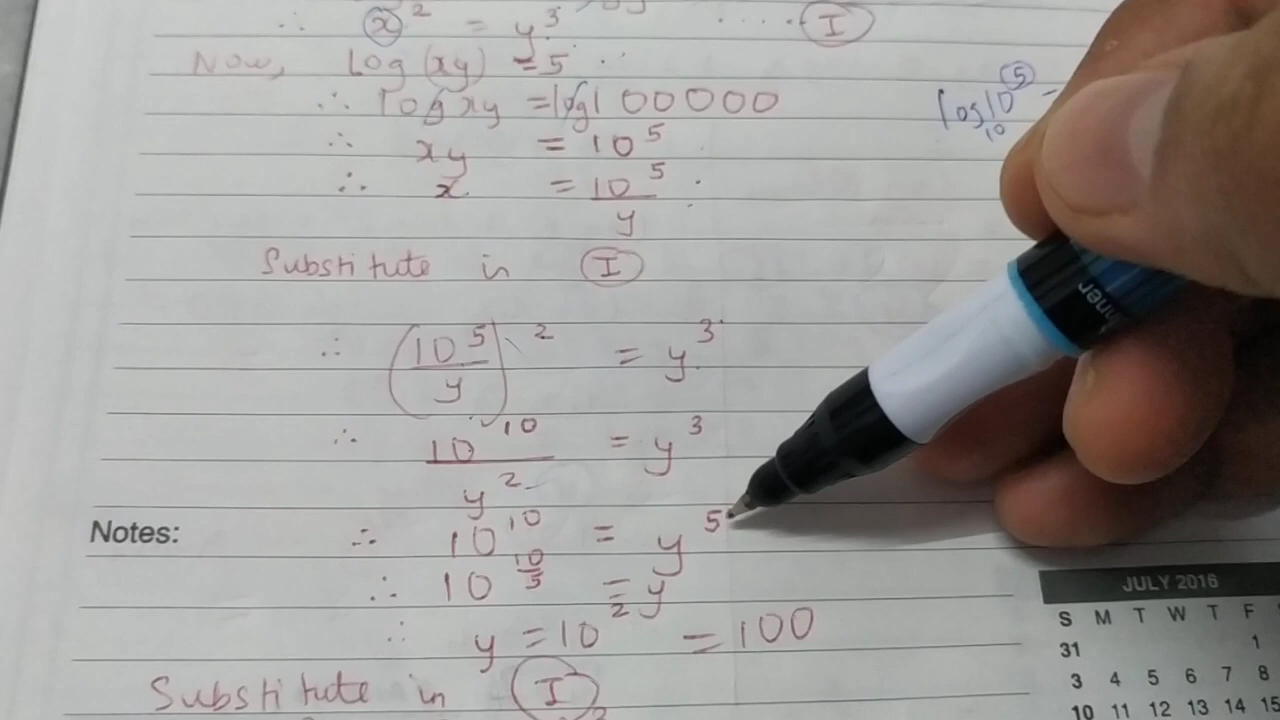 ∴ x² = y³ ..... I
Now, log (xy) = 5
∴ log xy = log 100000
log₁₀10⁵ =
∴ xy = 10⁵
∴ x = 10⁵/y
Substitute in I
∴ (10⁵/y)² = y³
∴ 10¹⁰/y² = y³
Notes:
∴ 10¹⁰ = y⁵
∴ 10^(10/5) = y
∴ y = 10² = 100
Substitute in I
nner
JULY 2016
S M T W T F
31 1
3 4 5 6 7 8
10 11 12 13 14 15